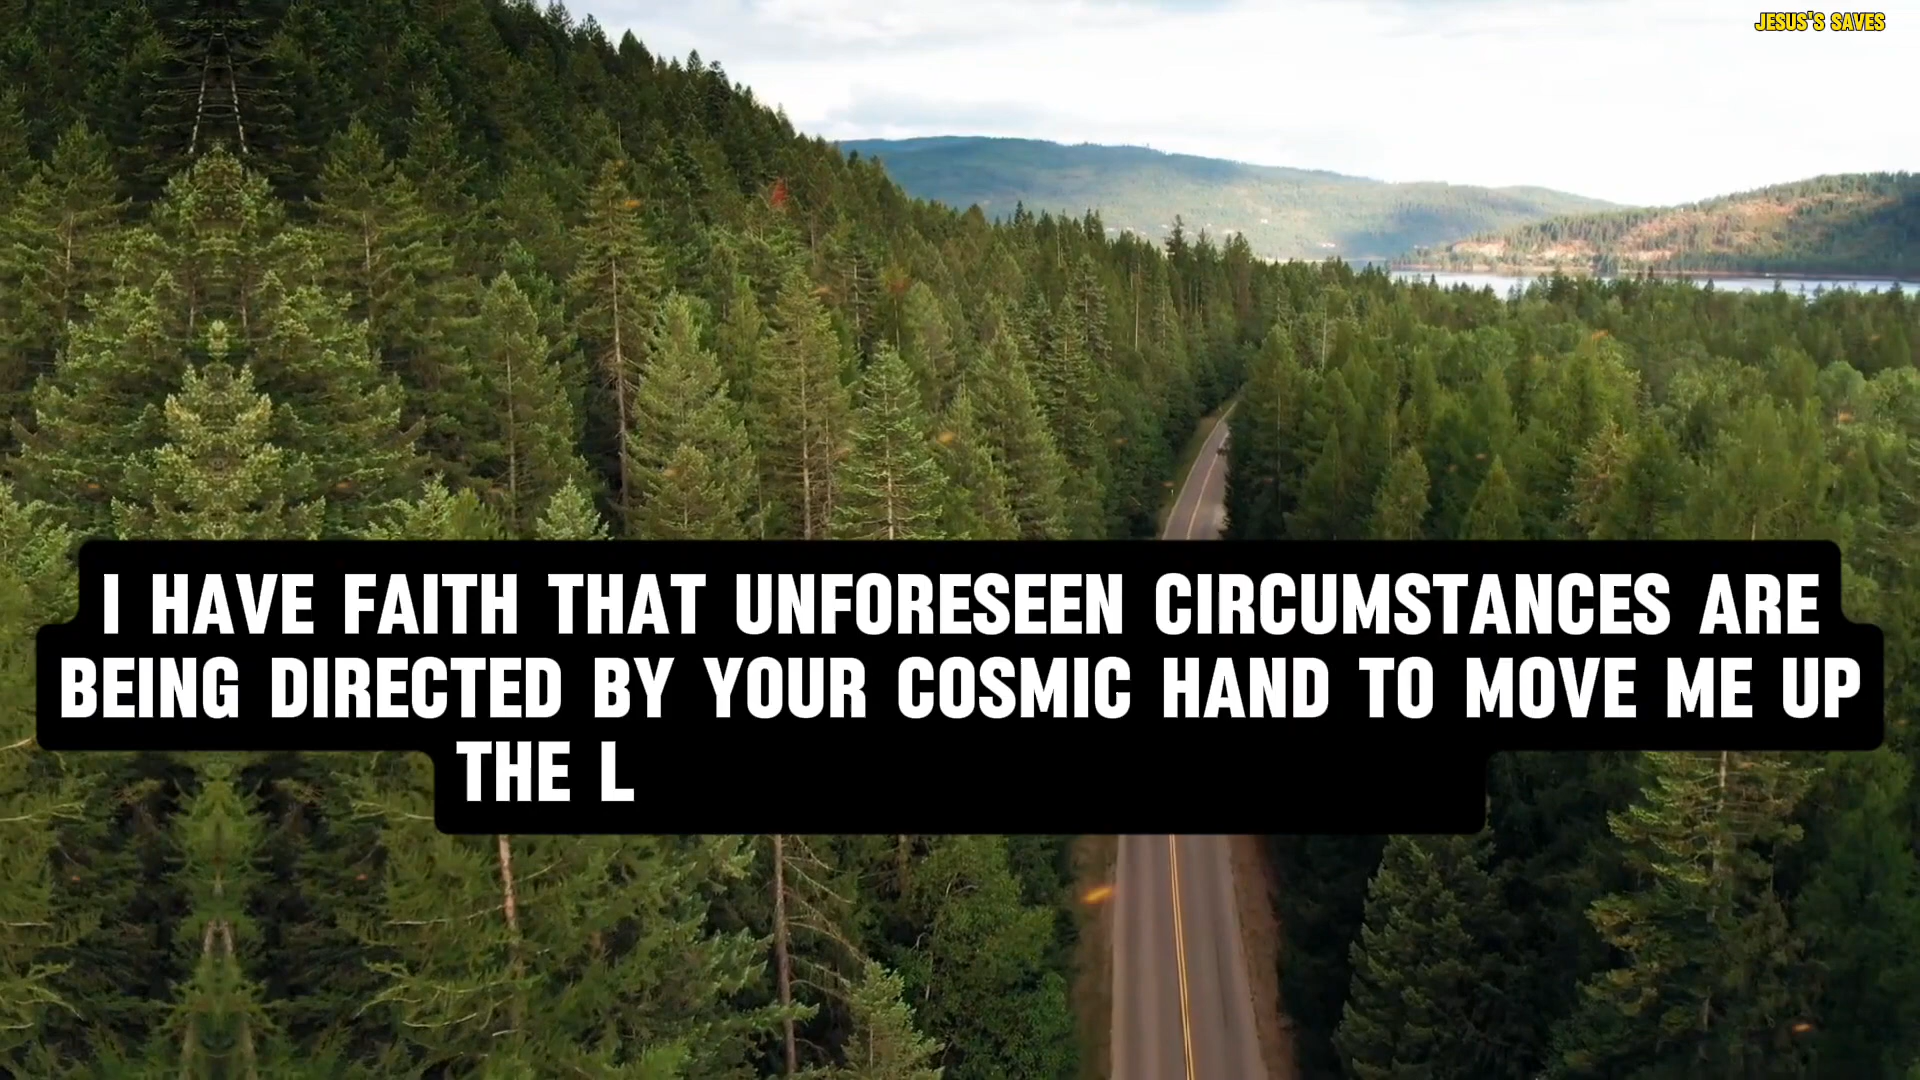 JESUS'S SAVES
I HAVE FAITH THAT UNFORESEEN CIRCUMSTANCES ARE
BEING DIRECTED BY YOUR COSMIC HAND TO MOVE ME UP
THE L